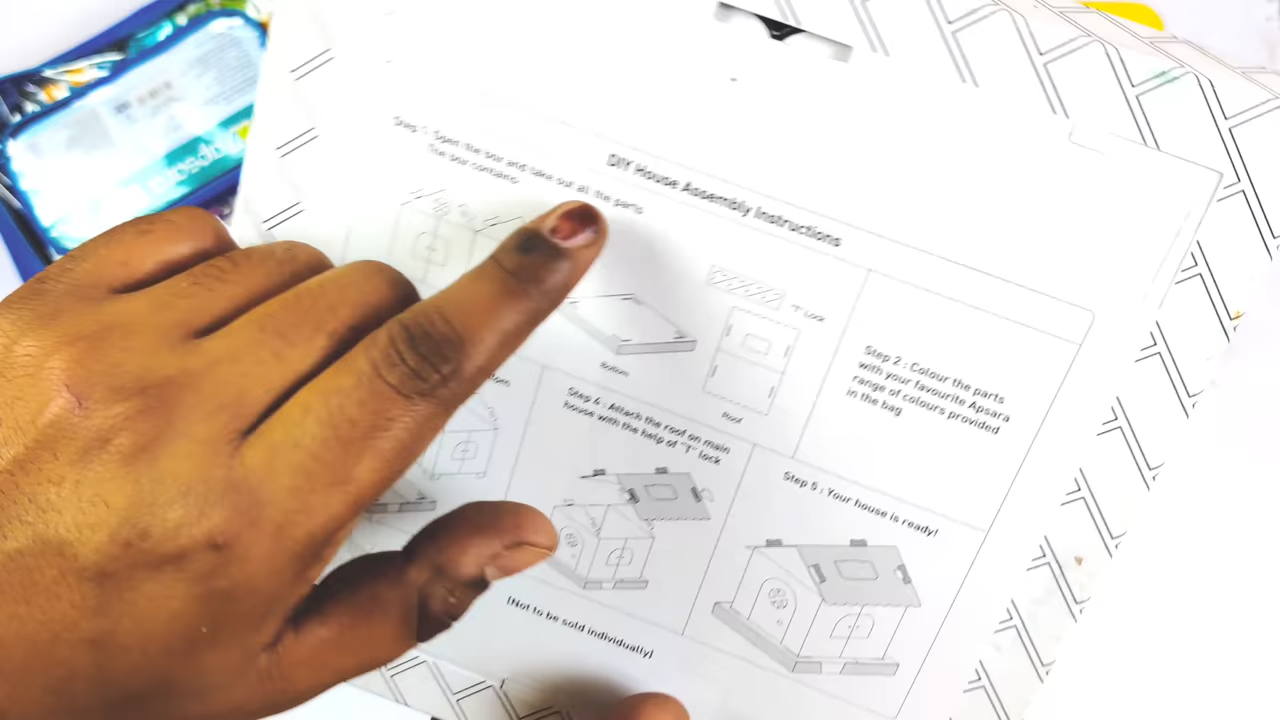 DIY House Assembly Instructions
Step 1 : Open the box and take out all the parts
The box contains
"T" Lock
Bottom
Roof
Step 2 : Colour the parts
with your favourite Apsara
range of colours provided
in the bag
Step 4 : Attach the roof on main
house with the help of "T" lock
Step 5 : Your house is ready!
(Not to be sold individually)